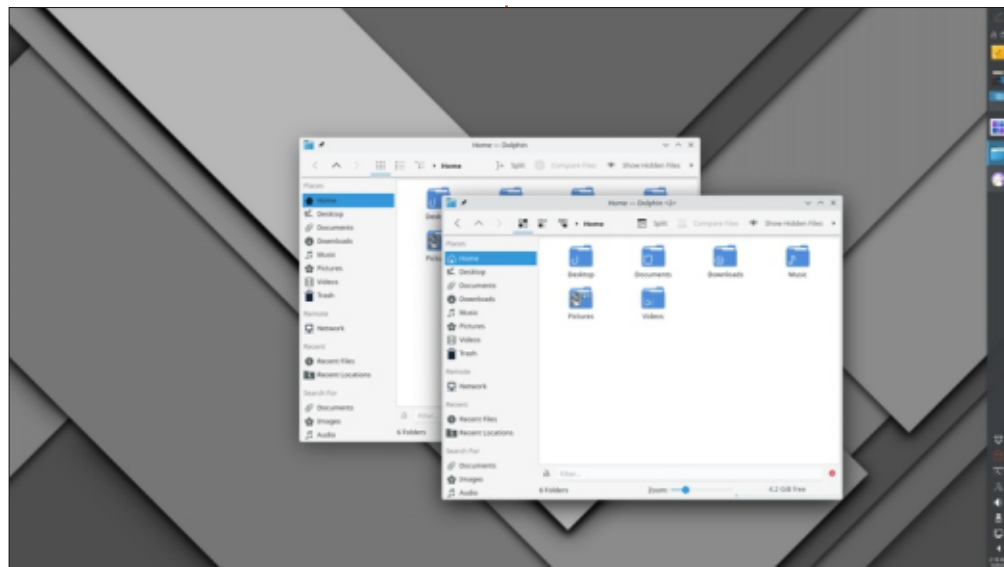 Home — Dolphin
Home
Split
Compare Files
Show Hidden Files
Places
Home
Desktop
Documents
Downloads
Music
Pictures
Videos
Trash
Remote
Network
Recent
Recent Files
Recent Locations
Search For
Documents
Images
Audio
Filter
6 Folders
Home — Dolphin <2>
Home
Split
Compare Files
Show Hidden Files
Places
Home
Desktop
Documents
Downloads
Music
Pictures
Videos
Trash
Remote
Network
Recent
Recent Files
Recent Locations
Search For
Documents
Images
Audio
Desktop
Documents
Downloads
Music
Pictures
Videos
Filter...
6 Folders
Zoom:
4.2 GiB free